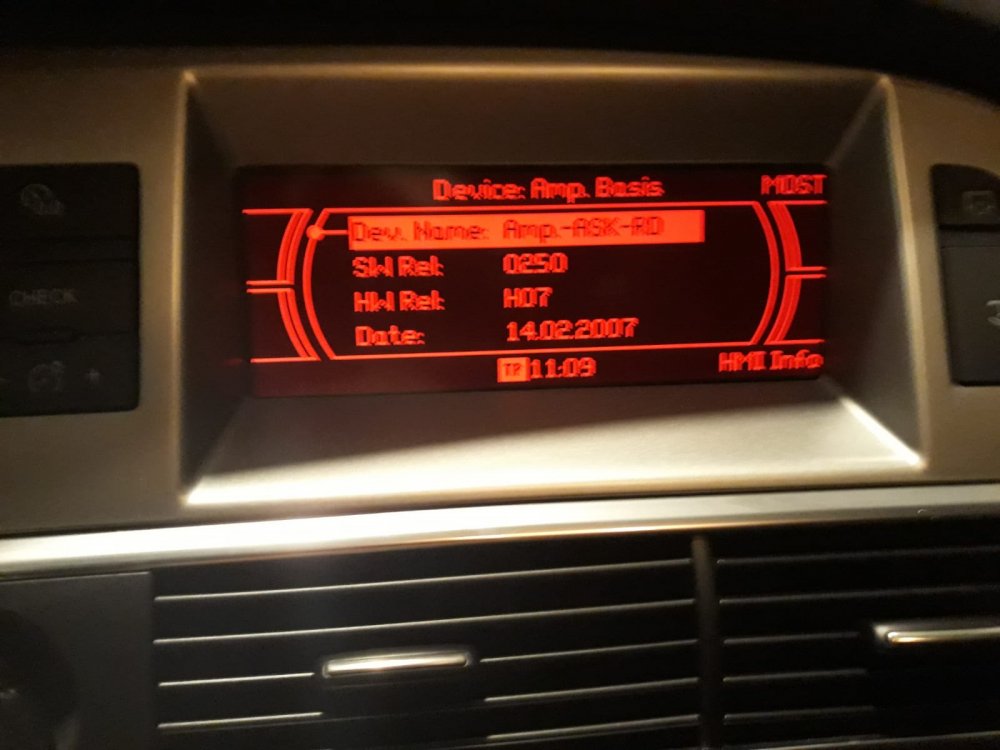 Device: Amp. Basis
MOST
Dev. Name: Amp.-ASK-RD
SW Rel: 0250
HW Rel: H07
Date: 14.02.2007
TP 11:09
HMI Info
CHECK
- +